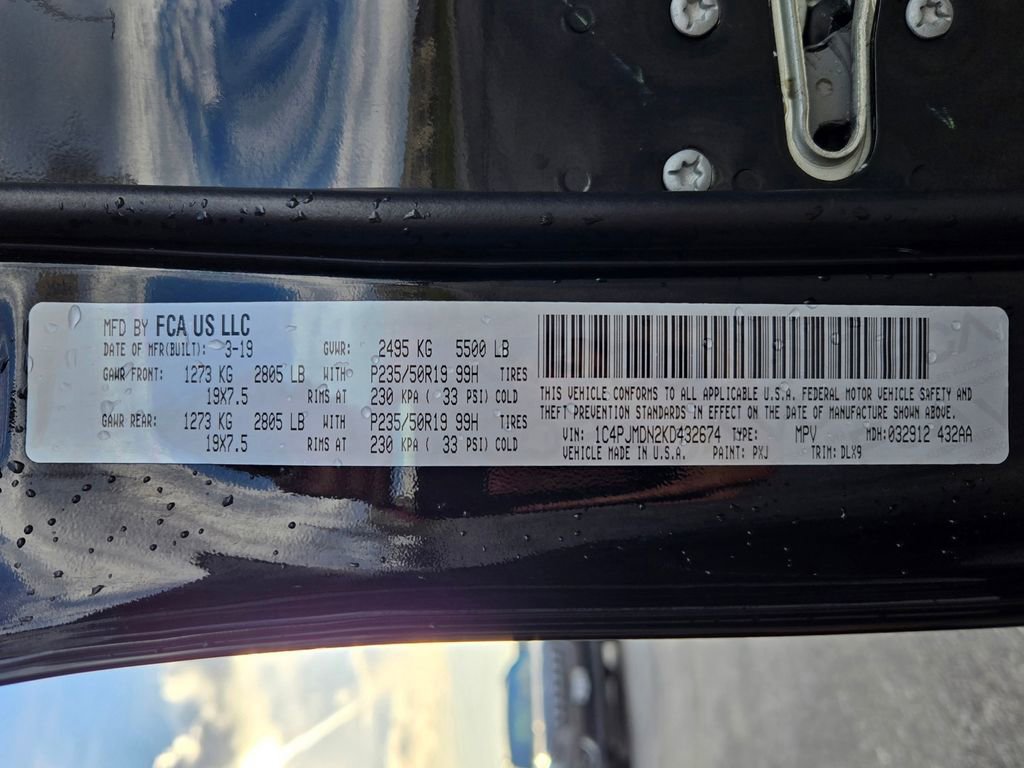 MFD BY FCA US LLC
DATE OF MFR(BUILT): 3-19 GVWR: 2495 KG 5500 LB
GAWR FRONT: 1273 KG 2805 LB WITH P235/50R19 99H TIRES
19X7.5 RIMS AT 230 KPA ( 33 PSI) COLD
GAWR REAR: 1273 KG 2805 LB WITH P235/50R19 99H TIRES
19X7.5 RIMS AT 230 KPA ( 33 PSI) COLD
THIS VEHICLE CONFORMS TO ALL APPLICABLE U.S.A. FEDERAL MOTOR VEHICLE SAFETY AND
THEFT PREVENTION STANDARDS IN EFFECT ON THE DATE OF MANUFACTURE SHOWN ABOVE.
VIN: 1C4PJMDN2KD432674 TYPE: MPV MDH:032912 432AA
VEHICLE MADE IN U.S.A. PAINT: PXJ TRIM: DLX9